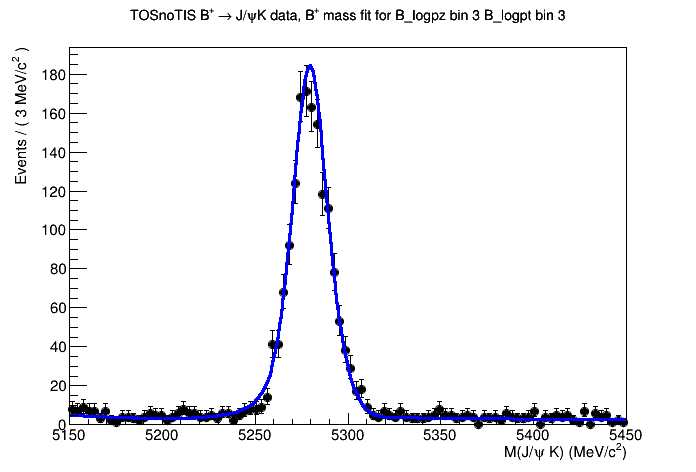 TOSnoTIS B⁺ → J/ψK data, B⁺ mass fit for B_logpz bin 3 B_logpt bin 3
Events / ( 3 MeV/c² )
180
160
140
120
100
80
60
40
20
0
5150 5200 5250 5300 5350 5400 5450
M(J/ψ K) (MeV/c²)